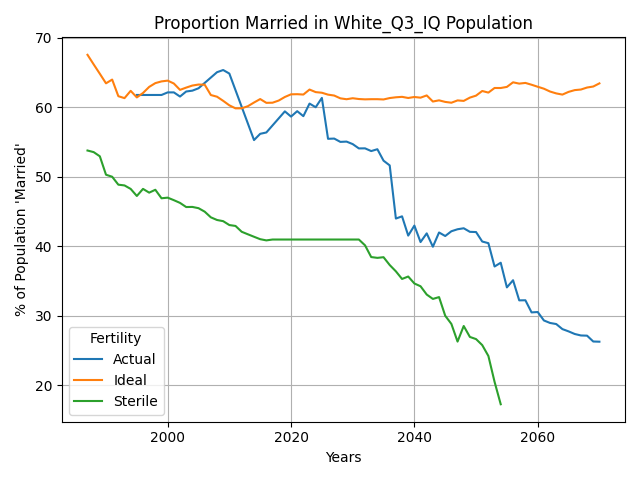 Proportion Married in White_Q3_IQ Population
% of Population 'Married'
70
60
50
40
30
20
Fertility
Actual
Ideal
Sterile
2000
2020
2040
2060
Years